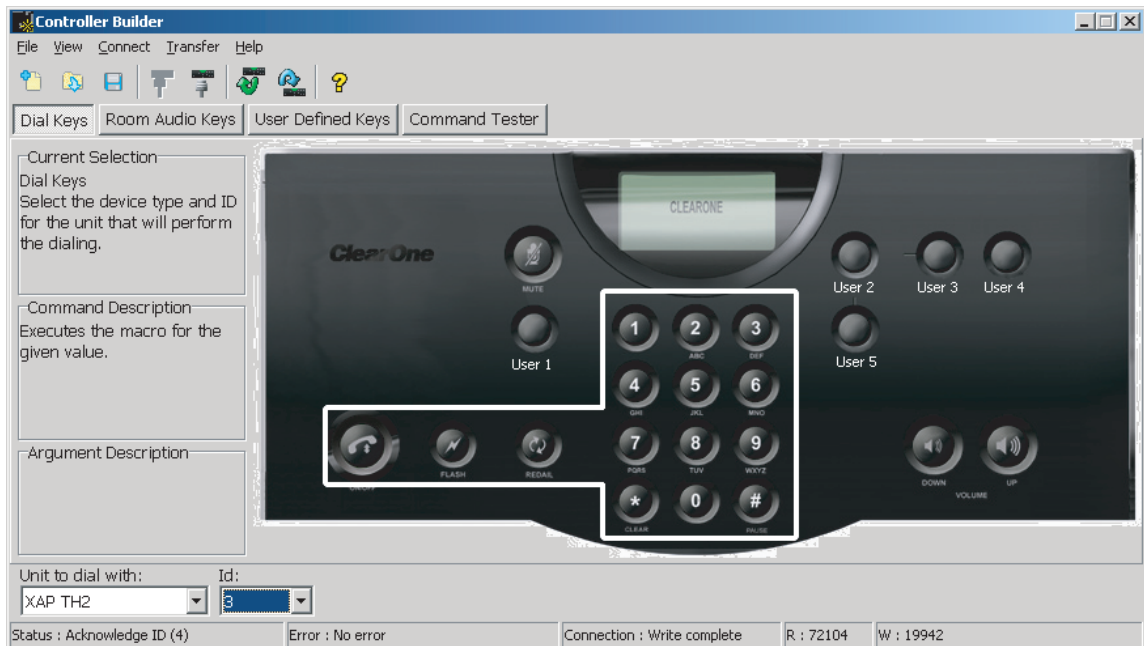 Controller Builder
File View Connect Transfer Help
Dial Keys Room Audio Keys User Defined Keys Command Tester
Current Selection
Dial Keys
Select the device type and ID
for the unit that will perform
the dialing.
Command Description
Executes the macro for the
given value.
Argument Description
CLEARONE
ClearOne
MUTE
User 1
User 2 User 3 User 4
User 5
1 2 3
ABC DEF
4 5 6
GHI JKL MNO
7 8 9
PQRS TUV WXYZ
* 0 #
CLEAR PAUSE
ON/OFF FLASH REDAIL
DOWN UP
VOLUME
Unit to dial with: Id:
XAP TH2 3
Status : Acknowledge ID (4) Error : No error Connection : Write complete R : 72104 W : 19942